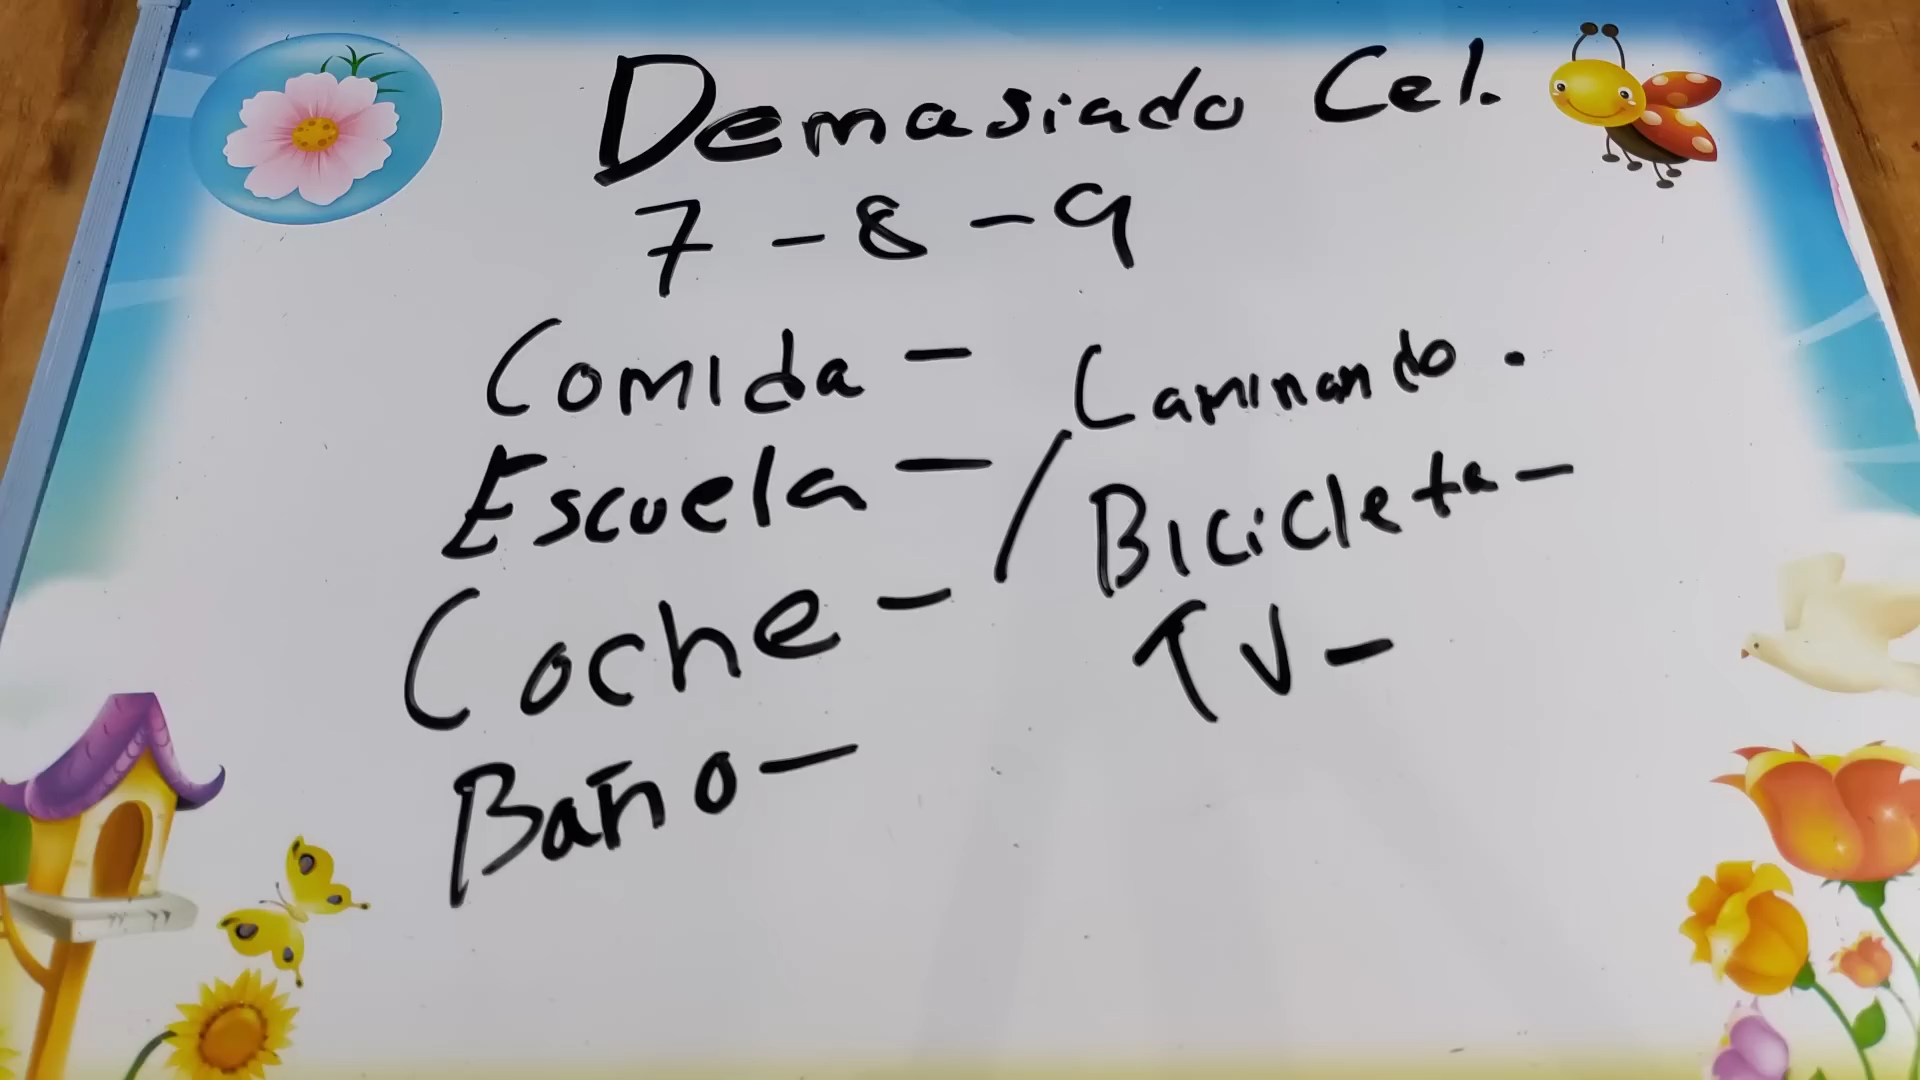 Demasiado Cel.
7 - 8 - 9
Comida -
Escuela -
Coche -
Baño -
/ Caminando.
Bicicleta -
TV -